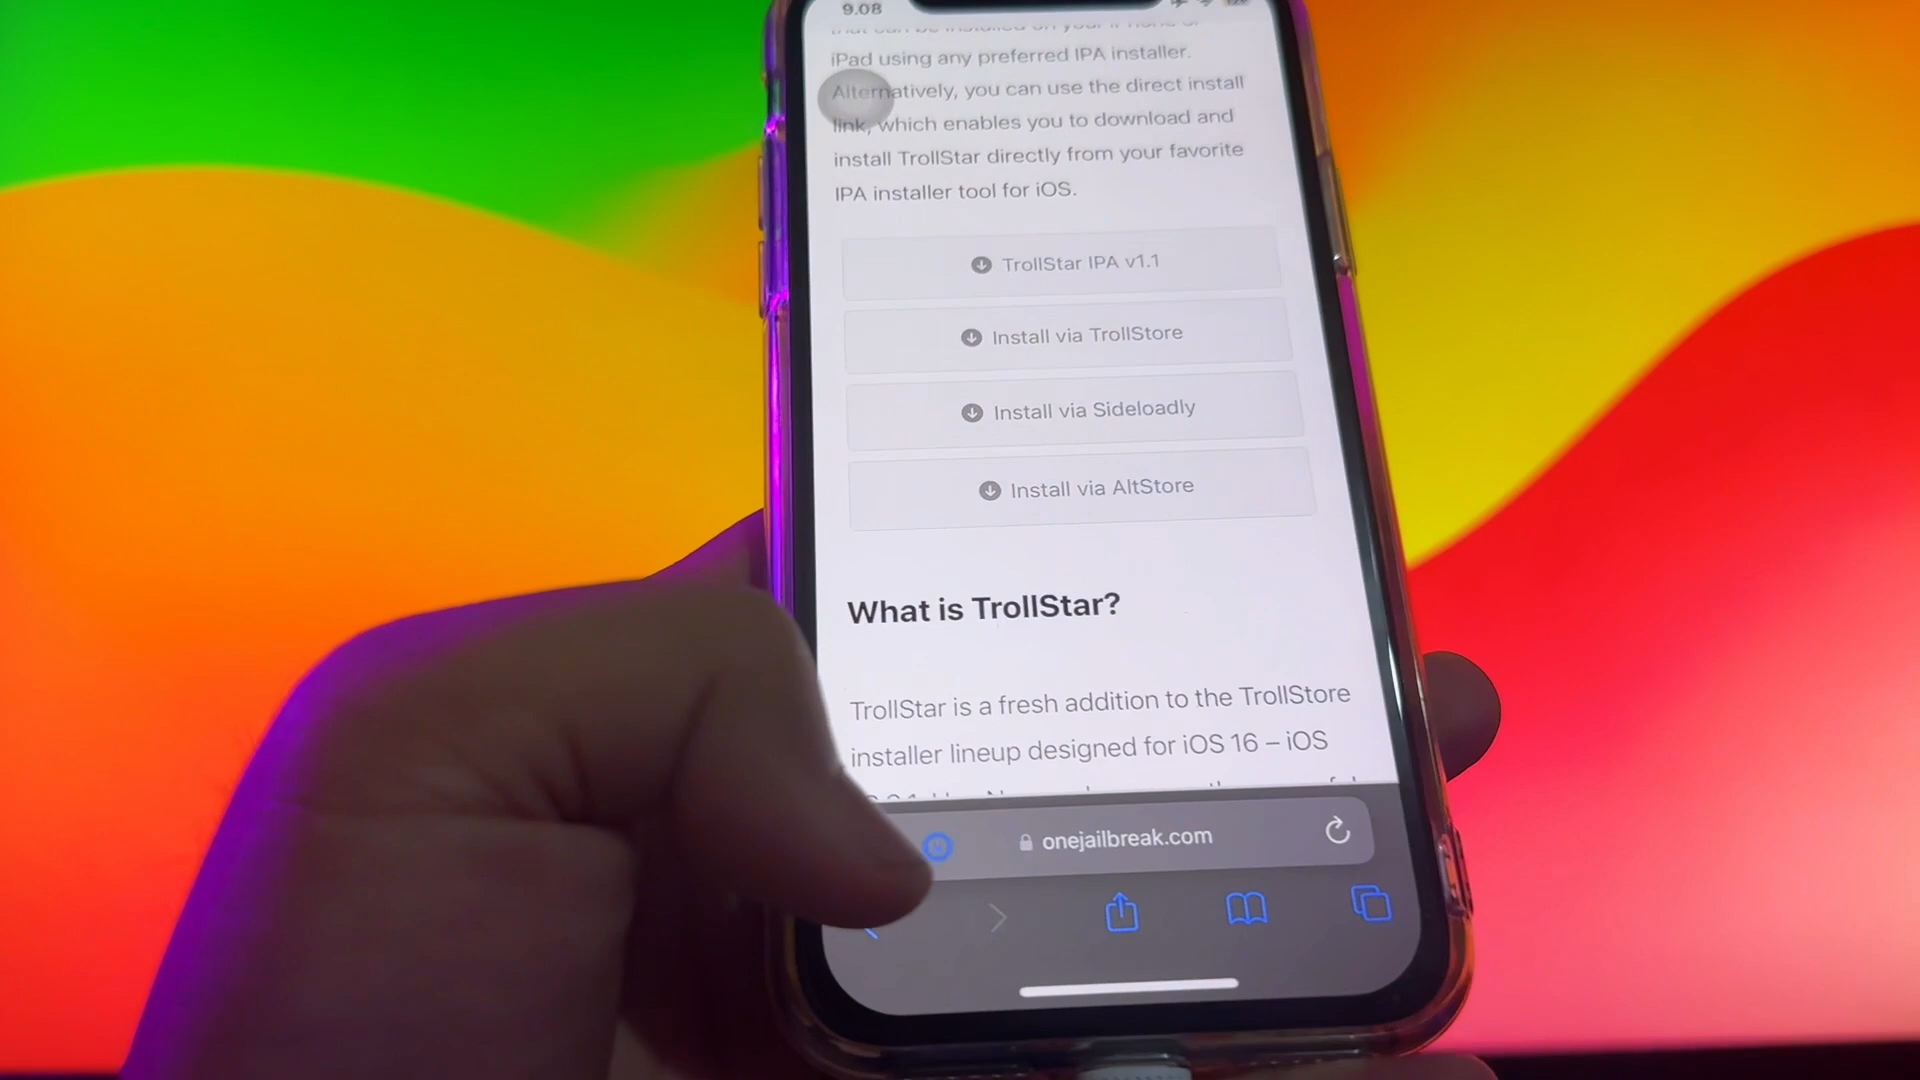 9.08
iPad using any preferred IPA installer.
Alternatively, you can use the direct install
link, which enables you to download and
install TrollStar directly from your favorite
IPA installer tool for iOS.
TrollStar IPA v1.1
Install via TrollStore
Install via Sideloadly
Install via AltStore
What is TrollStar?
TrollStar is a fresh addition to the TrollStore
installer lineup designed for iOS 16 – iOS
onejailbreak.com